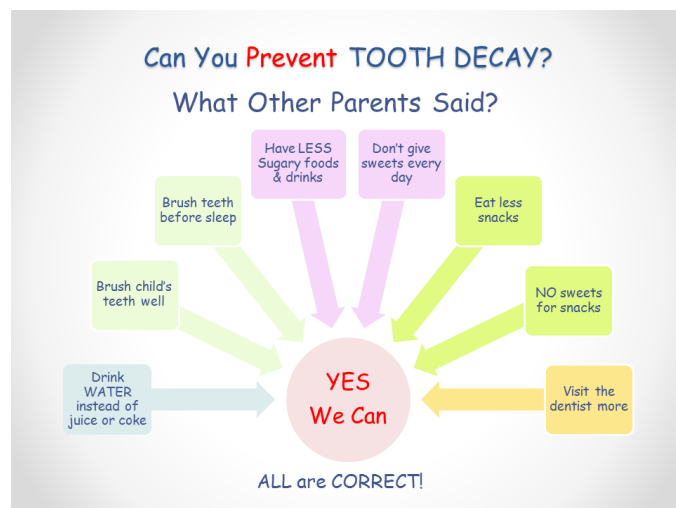 Can You Prevent TOOTH DECAY?
What Other Parents Said?
Drink
WATER
instead of
juice or coke
Brush child's
teeth well
Brush teeth
before sleep
Have LESS
Sugary foods
& drinks
Don't give
sweets every
day
Eat less
snacks
NO sweets
for snacks
Visit the
dentist more
YES
We Can
ALL are CORRECT!